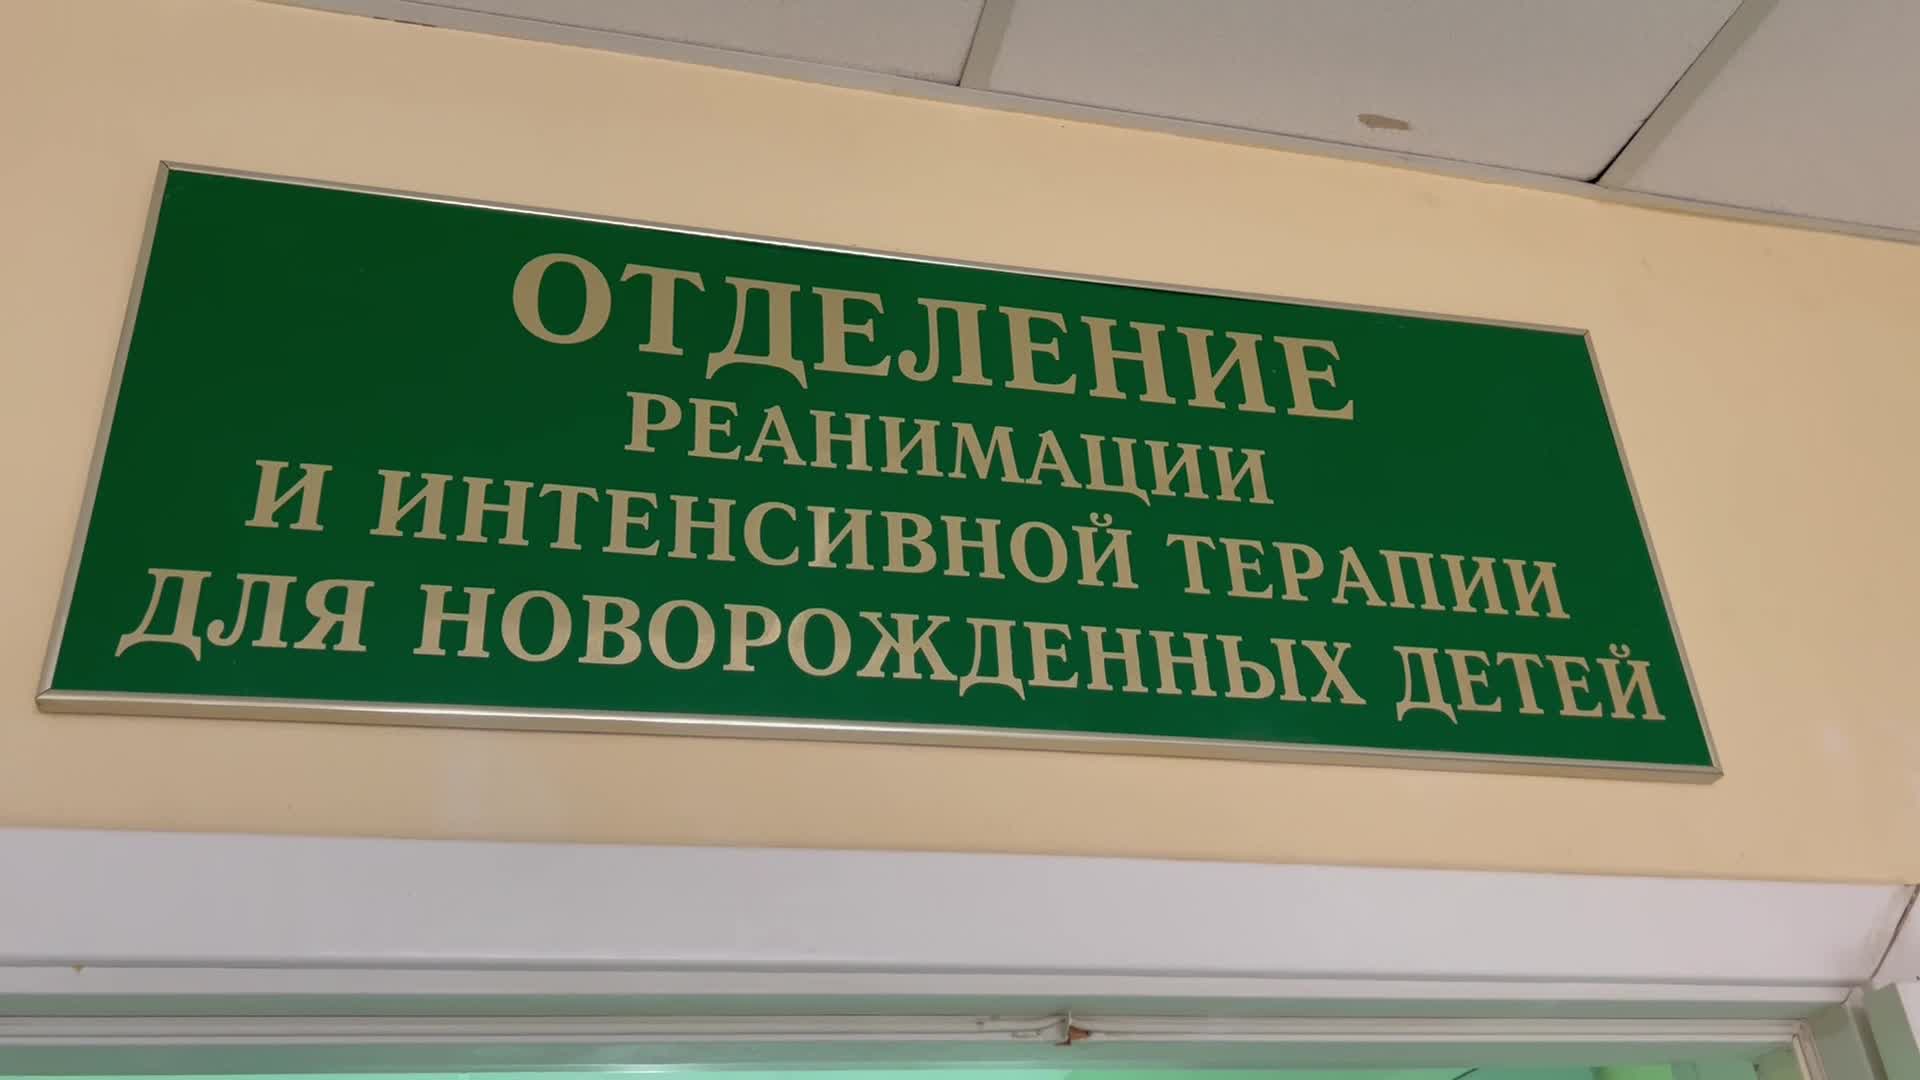 ОТДЕЛЕНИЕ
РЕАНИМАЦИИ
И ИНТЕНСИВНОЙ ТЕРАПИИ
ДЛЯ НОВОРОЖДЕННЫХ ДЕТЕЙ